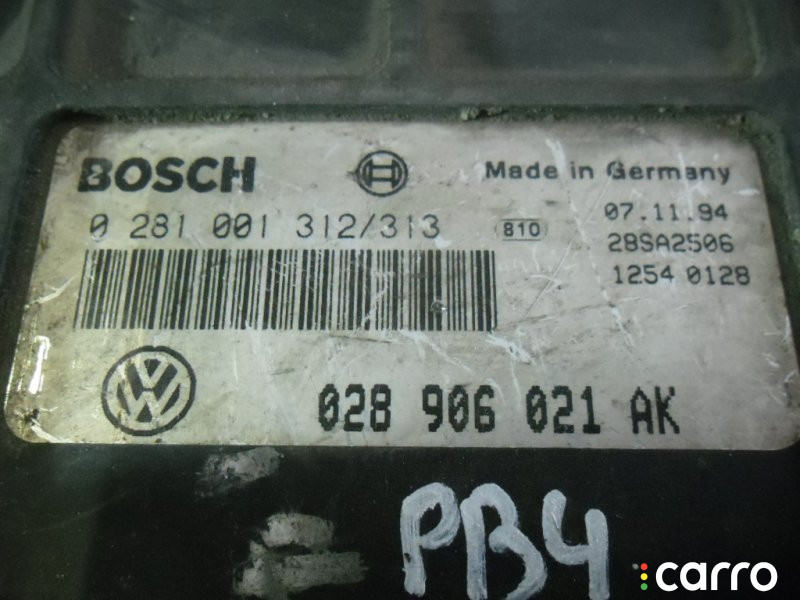 BOSCH Made in Germany
0 281 001 312/313 810 07.11.94
28SA2506
1254 0128
028 906 021 AK
PB4
carro